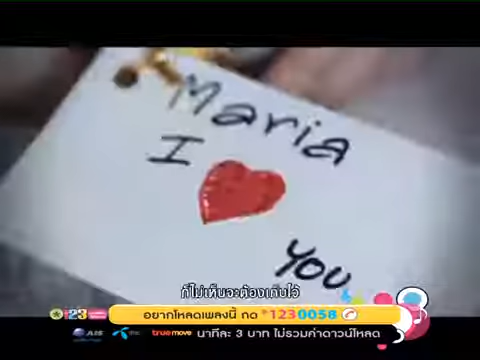 Maria
I
You
ก็ไม่เห็นจะต้องเก็บไว้
*123
อยากโหลดเพลงนี้ กด *1230058
AIS
truemove นาทีละ 3 บาท ไม่รวมค่าดาวน์โหลด